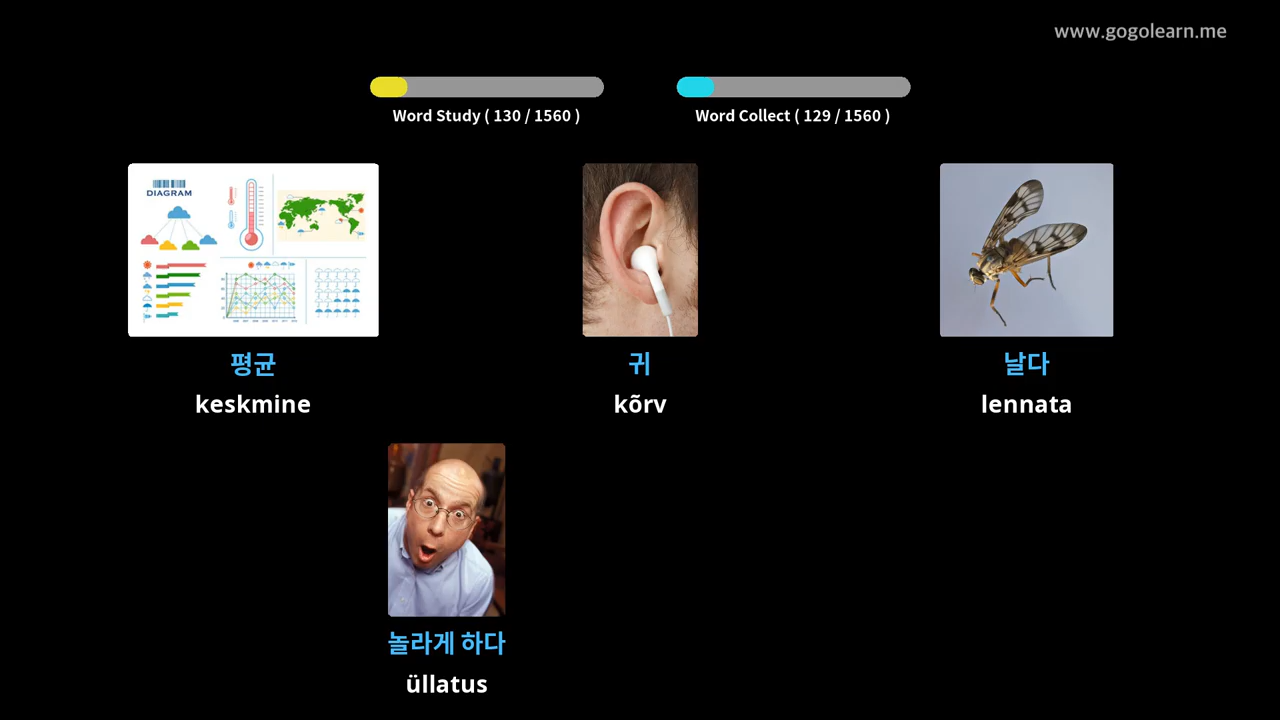 www.gogolearn.me
Word Study ( 130 / 1560 )
Word Collect ( 129 / 1560 )
DIAGRAM
평균
keskmine
귀
kõrv
날다
lennata
놀라게 하다
üllatus